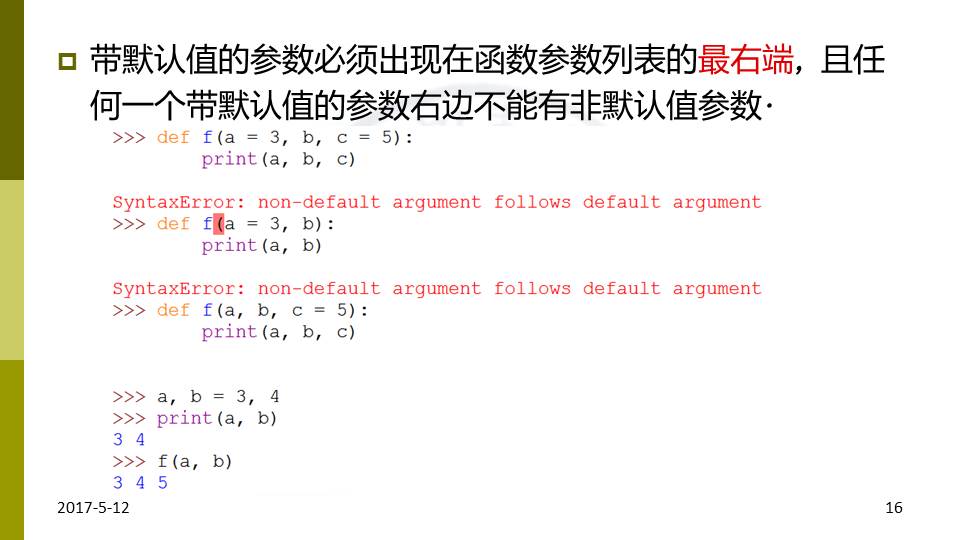 带默认值的参数必须出现在函数参数列表的最右端，且任
何一个带默认值的参数右边不能有非默认值参数·
>>> def f(a = 3, b, c = 5):
        print(a, b, c)
SyntaxError: non-default argument follows default argument
>>> def f(a = 3, b):
        print(a, b)
SyntaxError: non-default argument follows default argument
>>> def f(a, b, c = 5):
        print(a, b, c)
>>> a, b = 3, 4
>>> print(a, b)
3 4
>>> f(a, b)
3 4 5
2017-5-12
16